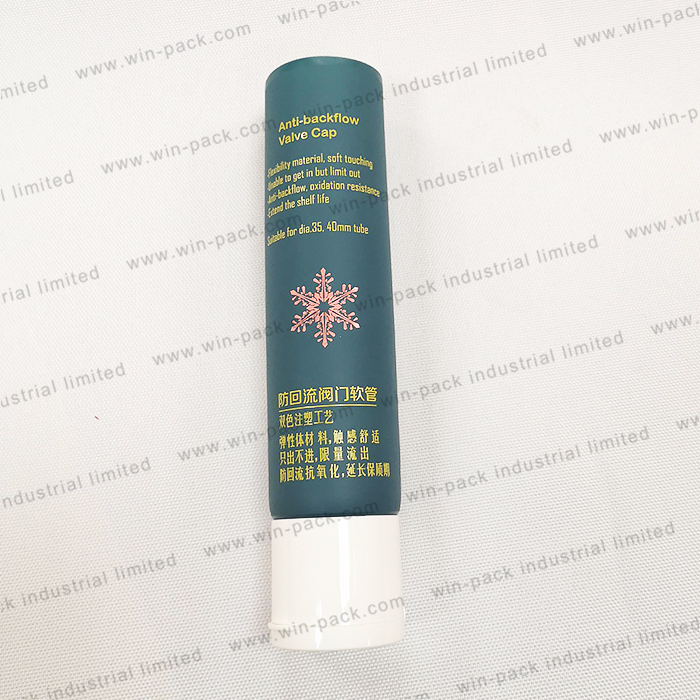 Anti-backflow
Valve Cap
-Flexibility material, soft touching
-Unable to get in but limit out
-Anti-backflow, oxidation resistance
-Extend the shelf life
Suitable for dia.35, 40mm tube
防回流阀门软管
双色注塑工艺
弹性体材料,触感舒适
只出不进,限量流出
防回流抗氧化,延长保质期
www.win-pack.com
win-pack industrial limited